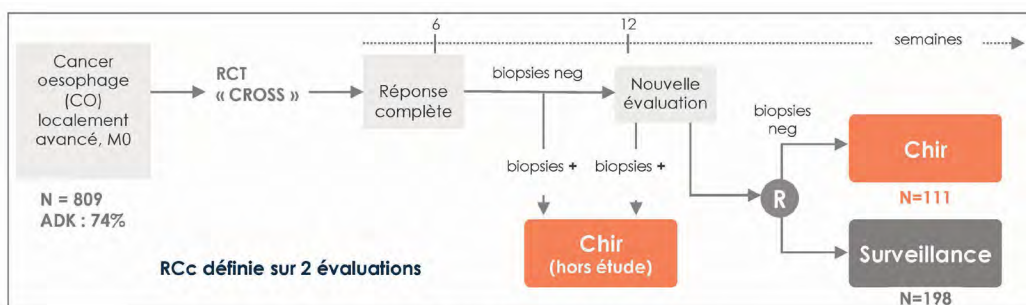 6
12
semaines
Cancer
oesophage
(CO)
localement
avancé, M0
RCT
« CROSS »
Réponse
complète
biopsies neg
Nouvelle
évaluation
biopsies
neg
Chir
N=111
biopsies +
biopsies +
R
N = 809
ADK : 74%
Chir
(hors étude)
Surveillance
N=198
RCc définie sur 2 évaluations